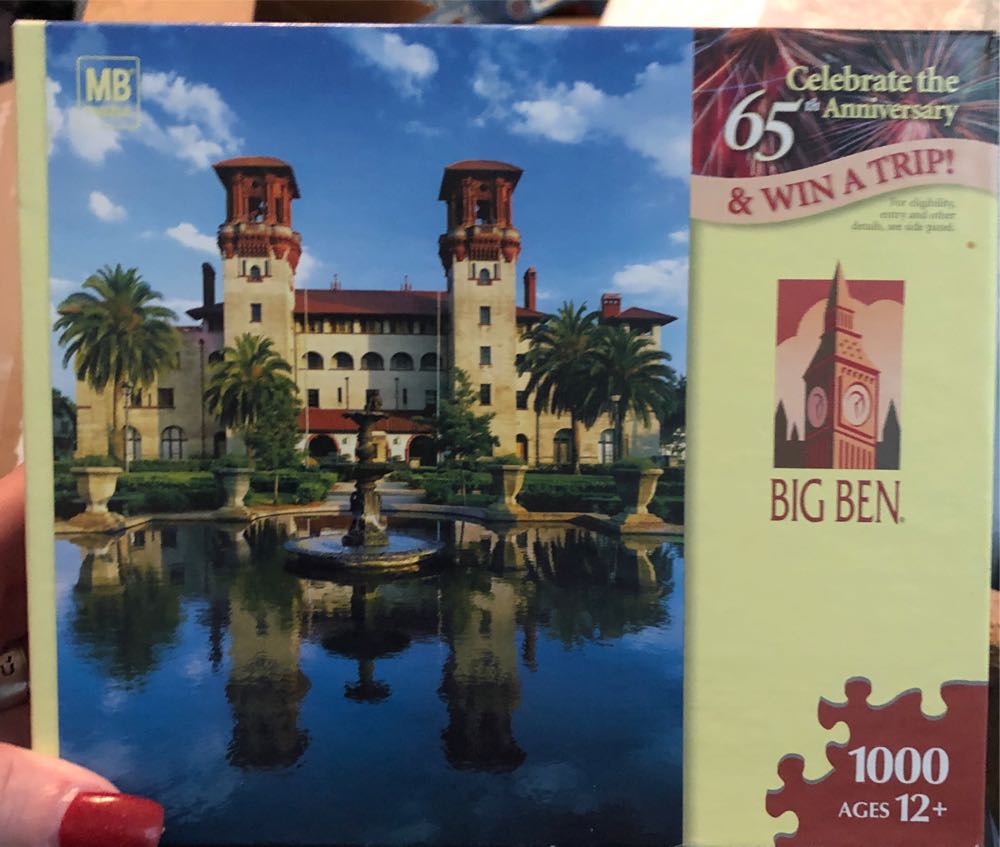 MB
Celebrate the
65th Anniversary
& WIN A TRIP!
For eligibility,
entry and other
details, see side panel.
BIG BEN®
1000
AGES 12+